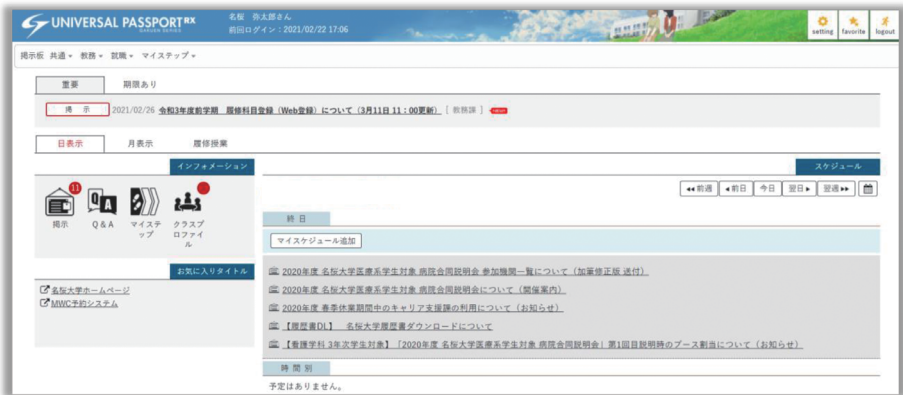 UNIVERSAL PASSPORT RX
GAKUEN SERIES
名桜 弥太郎さん
前回ログイン：2021/02/22 17:06
setting favorite logout
掲示板 共通 教務 就職 マイステップ
重要 期限あり
掲 示 2021/02/26 令和3年度前学期 履修科目登録（Web登録）について（3月11日 11：00更新） [ 教務課 ]
日表示 月表示 履修授業
インフォメーション
11
掲示 Q & A マイステップ クラスプロファイル
お気に入りタイトル
名桜大学ホームページ
MWC予約システム
スケジュール
前週 前日 今日 翌日 翌週
終 日
マイスケジュール追加
2020年度 名桜大学医療系学生対象 病院合同説明会 参加機関一覧について（加筆修正版 送付）
2020年度 名桜大学医療系学生対象 病院合同説明会について（開催案内）
2020年度 春季休業期間中のキャリア支援課の利用について（お知らせ）
【履歴書DL】 名桜大学履歴書ダウンロードについて
【看護学科 3年次学生対象】「2020年度 名桜大学医療系学生対象 病院合同説明会」第1回目説明時のブース割当について（お知らせ）
時 間 別
予定はありません。